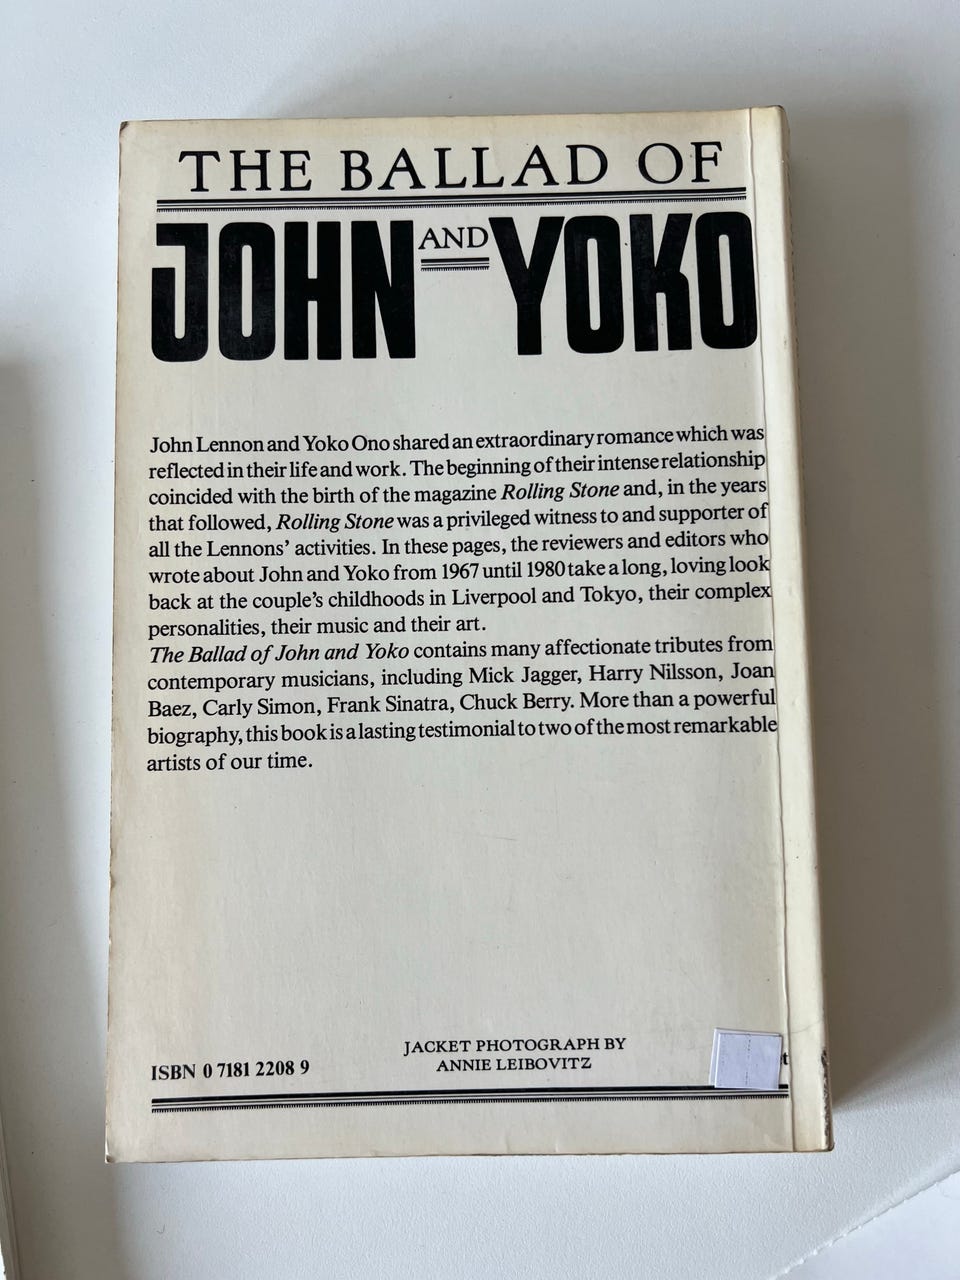 THE BALLAD OF
JOHN AND YOKO
John Lennon and Yoko Ono shared an extraordinary romance which was
reflected in their life and work. The beginning of their intense relationship
coincided with the birth of the magazine Rolling Stone and, in the years
that followed, Rolling Stone was a privileged witness to and supporter of
all the Lennons' activities. In these pages, the reviewers and editors who
wrote about John and Yoko from 1967 until 1980 take a long, loving look
back at the couple's childhoods in Liverpool and Tokyo, their complex
personalities, their music and their art.
The Ballad of John and Yoko contains many affectionate tributes from
contemporary musicians, including Mick Jagger, Harry Nilsson, Joan
Baez, Carly Simon, Frank Sinatra, Chuck Berry. More than a powerful
biography, this book is a lasting testimonial to two of the most remarkable
artists of our time.
ISBN 0 7181 2208 9
JACKET PHOTOGRAPH BY
ANNIE LEIBOVITZ